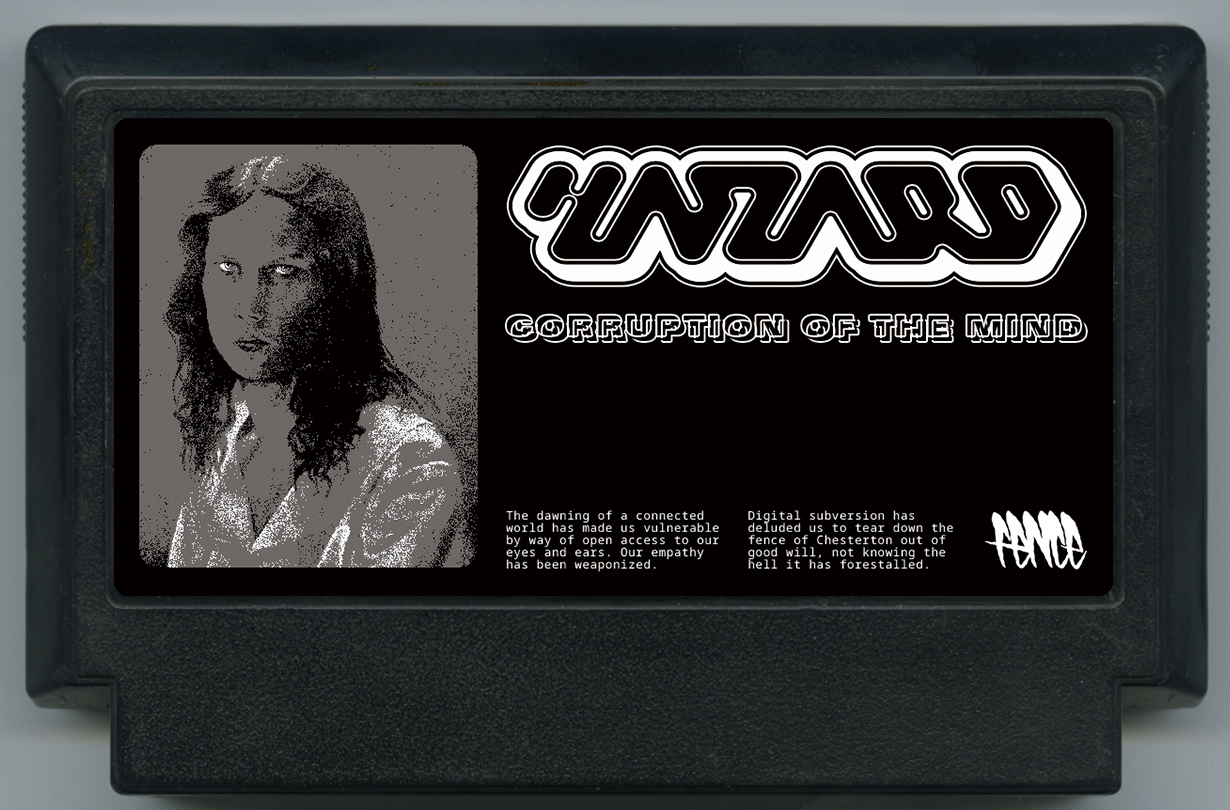 HAZARD
CORRUPTION OF THE MIND
The dawning of a connected
world has made us vulnerable
by way of open access to our
eyes and ears. Our empathy
has been weaponized.
Digital subversion has
deluded us to tear down the
fence of Chesterton out of
good will, not knowing the
hell it has forestalled.
FENCE